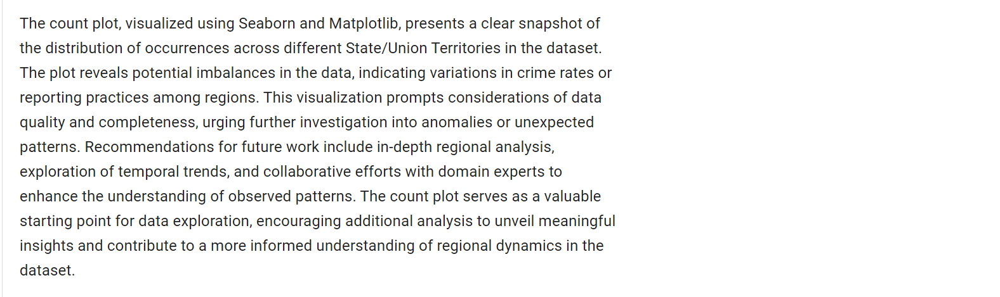 The count plot, visualized using Seaborn and Matplotlib, presents a clear snapshot of
the distribution of occurrences across different State/Union Territories in the dataset.
The plot reveals potential imbalances in the data, indicating variations in crime rates or
reporting practices among regions. This visualization prompts considerations of data
quality and completeness, urging further investigation into anomalies or unexpected
patterns. Recommendations for future work include in-depth regional analysis,
exploration of temporal trends, and collaborative efforts with domain experts to
enhance the understanding of observed patterns. The count plot serves as a valuable
starting point for data exploration, encouraging additional analysis to unveil meaningful
insights and contribute to a more informed understanding of regional dynamics in the
dataset.